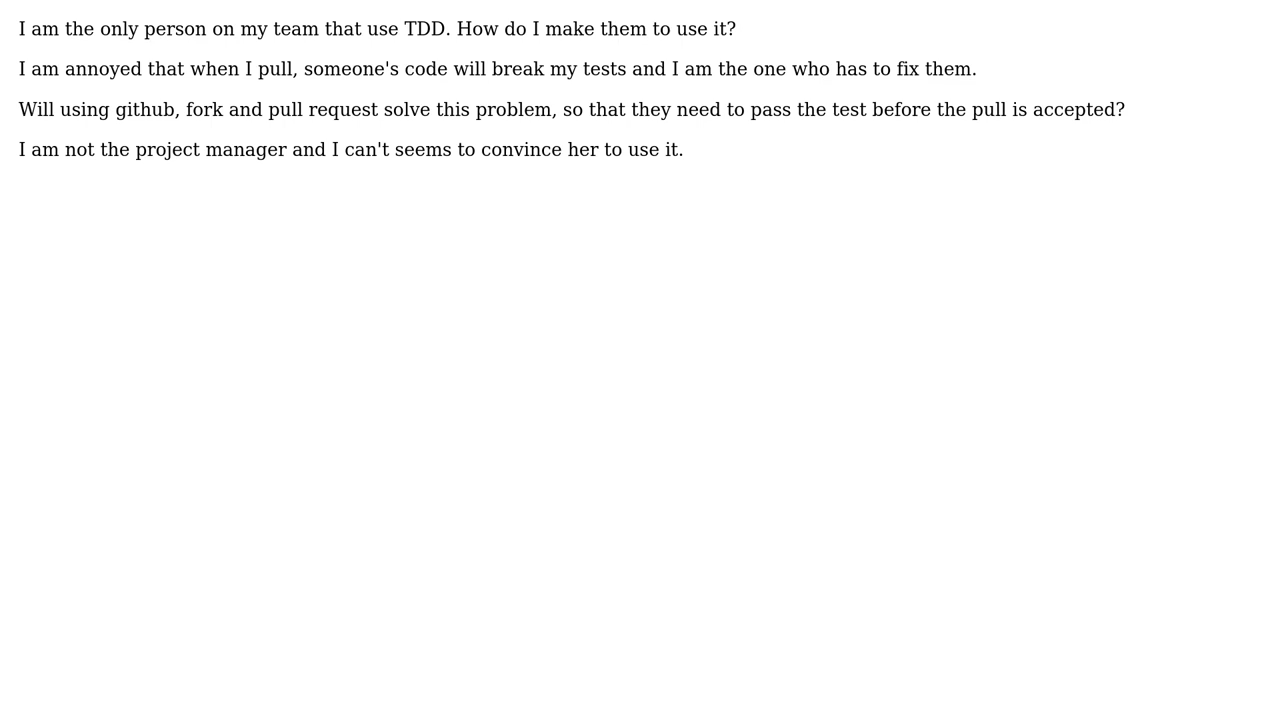 I am the only person on my team that use TDD. How do I make them to use it?
I am annoyed that when I pull, someone's code will break my tests and I am the one who has to fix them.
Will using github, fork and pull request solve this problem, so that they need to pass the test before the pull is accepted?
I am not the project manager and I can't seems to convince her to use it.